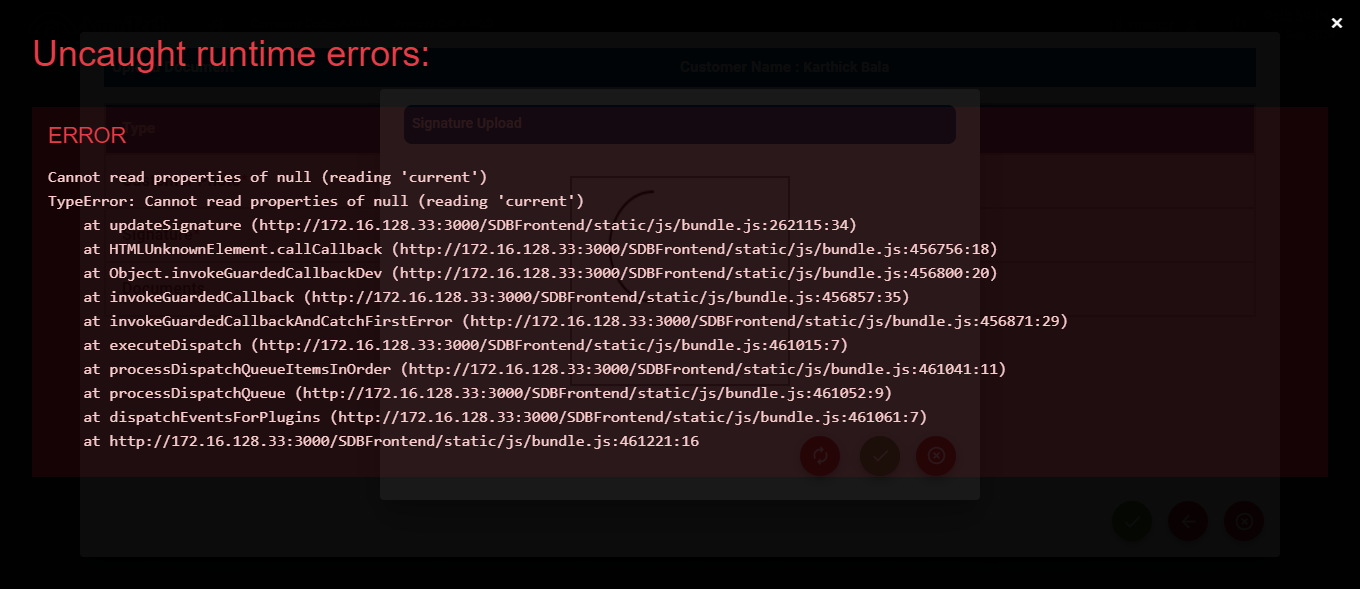 ×
Uncaught runtime errors:
Customer Name : Karthick Bala
Signature Upload
Type
ERROR
Cannot read properties of null (reading 'current')
TypeError: Cannot read properties of null (reading 'current')
at updateSignature (http://172.16.128.33:3000/SDBFrontend/static/js/bundle.js:262115:34)
at HTMLUnknownElement.callCallback (http://172.16.128.33:3000/SDBFrontend/static/js/bundle.js:456756:18)
at Object.invokeGuardedCallbackDev (http://172.16.128.33:3000/SDBFrontend/static/js/bundle.js:456800:20)
Documents
at invokeGuardedCallback (http://172.16.128.33:3000/SDBFrontend/static/js/bundle.js:456857:35)
at invokeGuardedCallbackAndCatchFirstError (http://172.16.128.33:3000/SDBFrontend/static/js/bundle.js:456871:29)
at executeDispatch (http://172.16.128.33:3000/SDBFrontend/static/js/bundle.js:461015:7)
at processDispatchQueueItemsInOrder (http://172.16.128.33:3000/SDBFrontend/static/js/bundle.js:461041:11)
at processDispatchQueue (http://172.16.128.33:3000/SDBFrontend/static/js/bundle.js:461052:9)
at dispatchEventsForPlugins (http://172.16.128.33:3000/SDBFrontend/static/js/bundle.js:461061:7)
at http://172.16.128.33:3000/SDBFrontend/static/js/bundle.js:461221:16